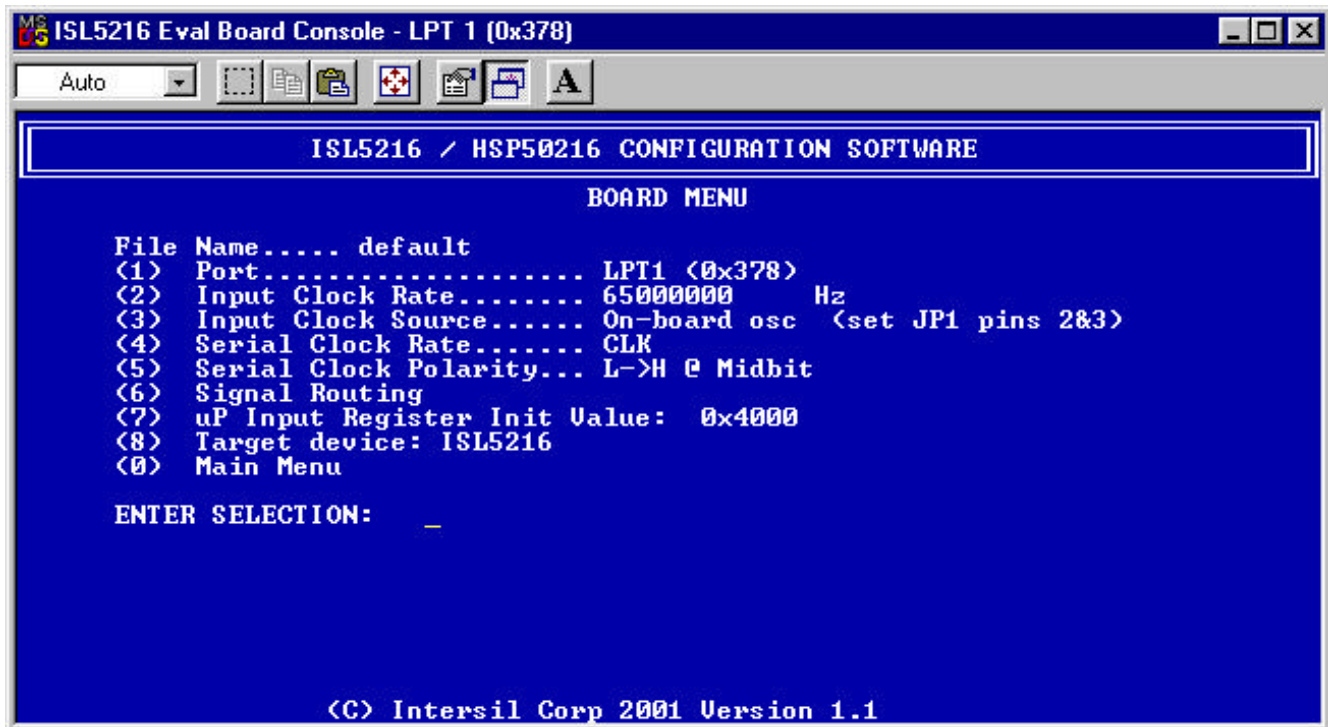 ISL5216 Eval Board Console - LPT 1 (0x378)
Auto
A
ISL5216 / HSP50216 CONFIGURATION SOFTWARE
BOARD MENU
File Name..... default
(1) Port.................... LPT1 (0x378)
(2) Input Clock Rate........ 65000000 Hz
(3) Input Clock Source...... On-board osc (set JP1 pins 2&3)
(4) Serial Clock Rate....... CLK
(5) Serial Clock Polarity... L->H @ Midbit
(6) Signal Routing
(7) uP Input Register Init Value: 0x4000
(8) Target device: ISL5216
(0) Main Menu
ENTER SELECTION: _
(C) Intersil Corp 2001 Version 1.1